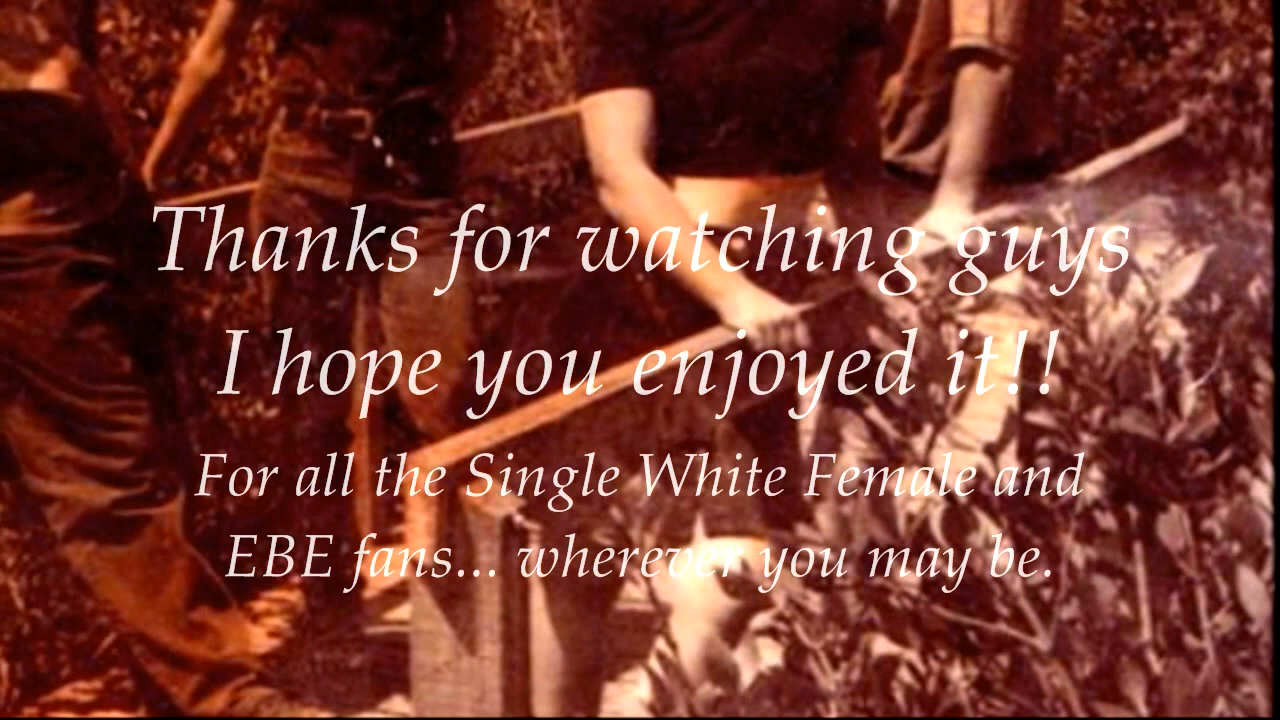 Thanks for watching guys
I hope you enjoyed it!!
For all the Single White Female and
EBE fans... wherever you may be.